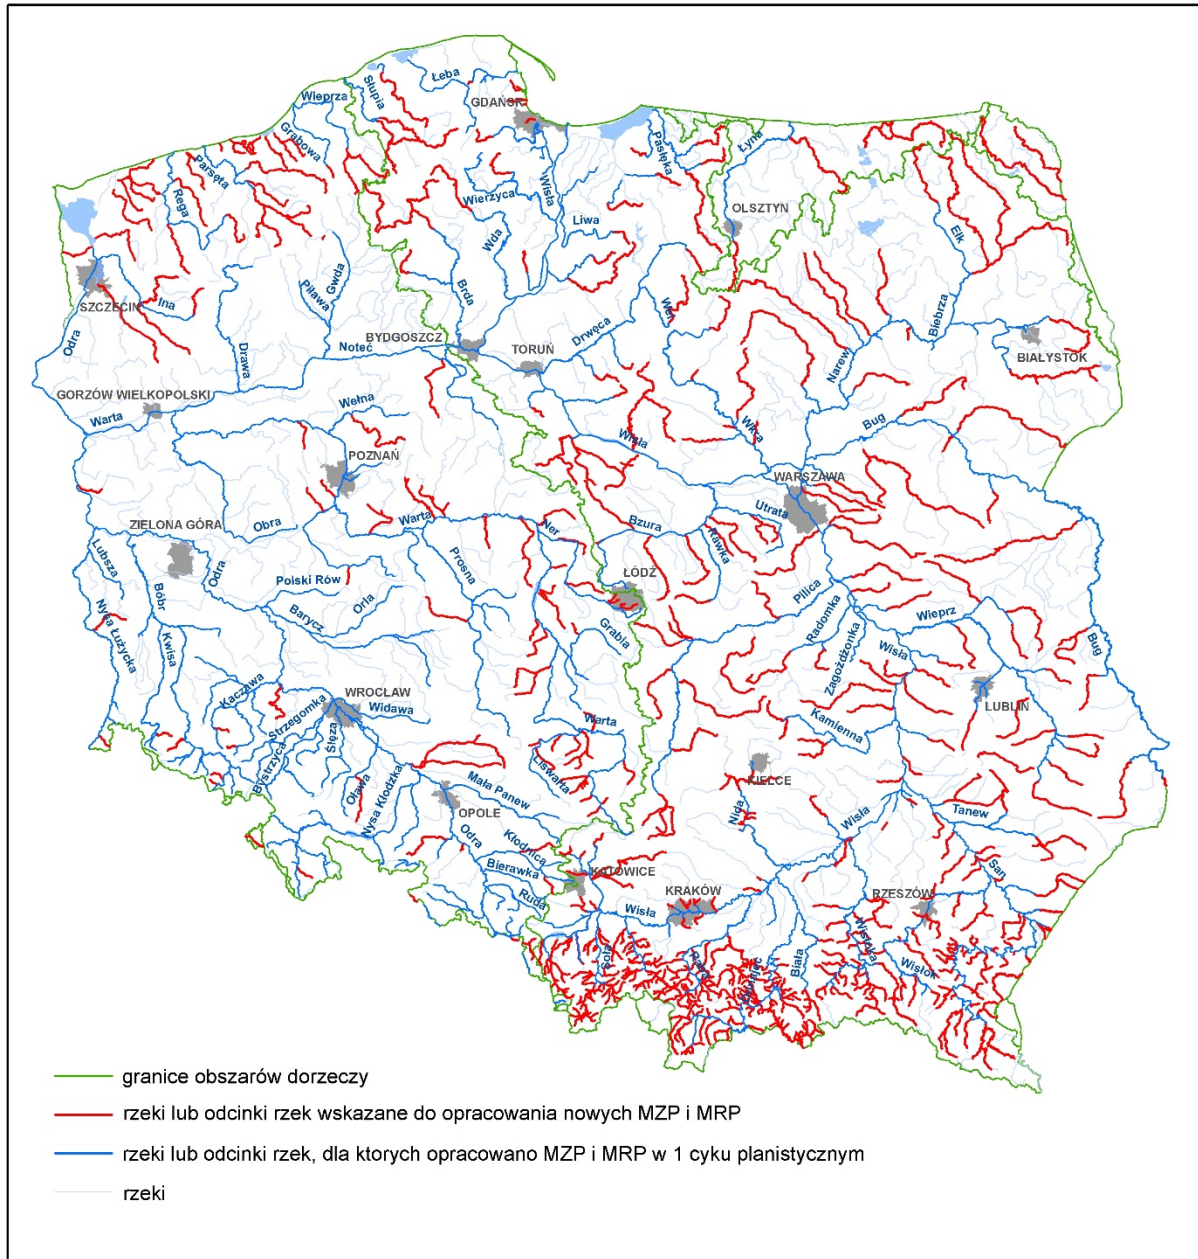 Łeba
Słupia
Wieprza
GDAŃSK
Grabowa
Pasłęka
Łyna
Parsęta
Rega
Wierzyca
Wisła
OLSZTYN
Liwa
Wda
Ełk
Gwda
Piława
Brda
SZCZECIN
Ina
Wel
Biebrza
Odra
Drawa
Noteć
BYDGOSZCZ
TORUŃ
Drwęca
BIAŁYSTOK
Narew
GORZÓW WIELKOPOLSKI
Warta
Wełna
Wisła
Wkra
Bug
POZNAŃ
WARSZAWA
ZIELONA GÓRA
Obra
Warta
Ner
Bzura
Utrata
Rawka
Lubsza
Bóbr
Odra
Polski Rów
Orla
Barycz
Prosna
ŁÓDŹ
Grabia
Pilica
Radomka
Zagożdżonka
Wieprz
Wisła
Bug
Nysa Łużycka
Kwisa
Kaczawa
Strzegomka
WROCŁAW
Widawa
Ślęza
Bystrzyca
Oława
Nysa Kłodzka
Warta
Liswarta
LUBLIN
Kamienna
KIELCE
Nida
Mała Panew
OPOLE
Odra
Kłodnica
Bierawka
KATOWICE
Ruda
Wisła
KRAKÓW
Wisła
Tanew
San
RZESZÓW
Soła
Raba
Dunajec
Biała
Wisłoka
Wisłok
granice obszarów dorzeczy
rzeki lub odcinki rzek wskazane do opracowania nowych MZP i MRP
rzeki lub odcinki rzek, dla ktorych opracowano MZP i MRP w 1 cyku planistycznym
rzeki